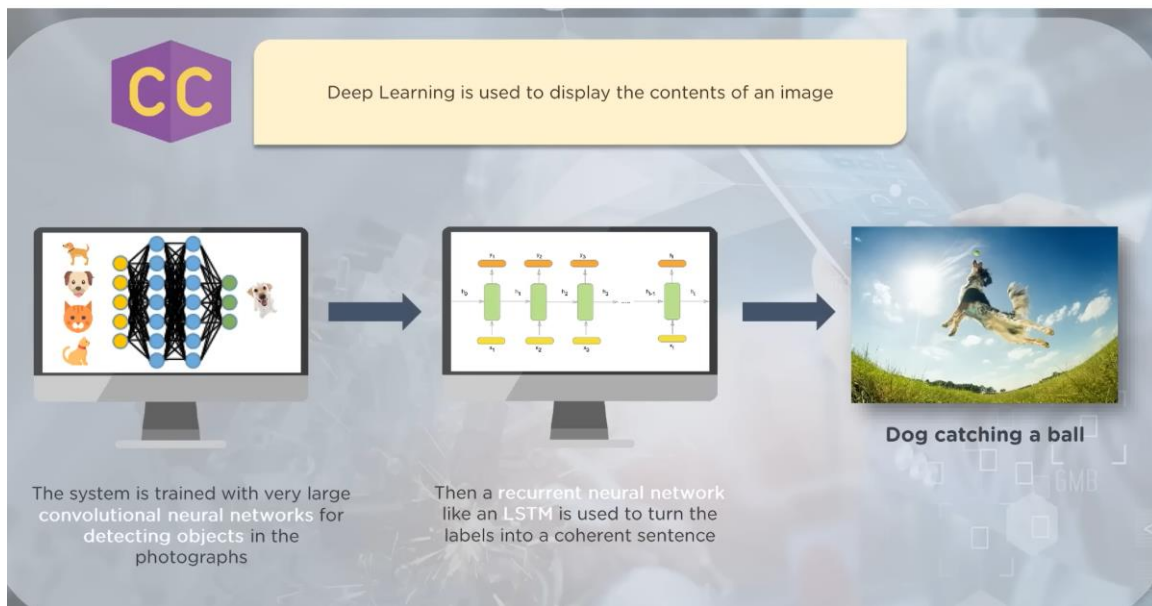 CC
Deep Learning is used to display the contents of an image
Dog catching a ball
The system is trained with very large
convolutional neural networks for
detecting objects in the
photographs
Then a recurrent neural network
like an LSTM is used to turn the
labels into a coherent sentence
GMB